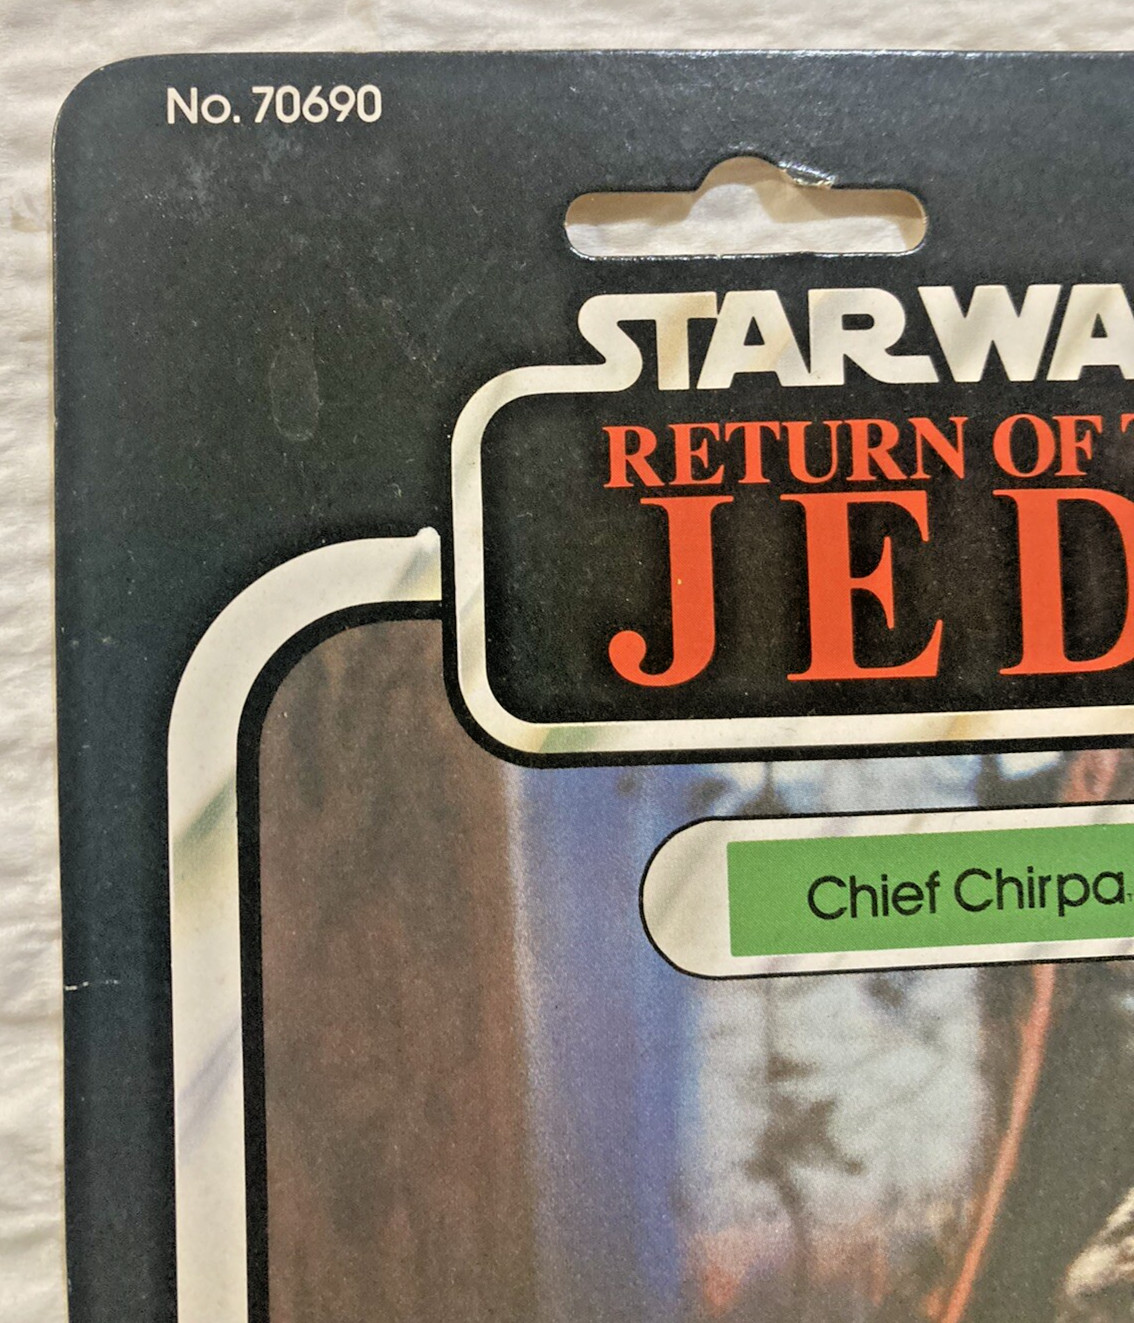 No. 70690
STAR WA
RETURN OF T
JED
Chief Chirpa